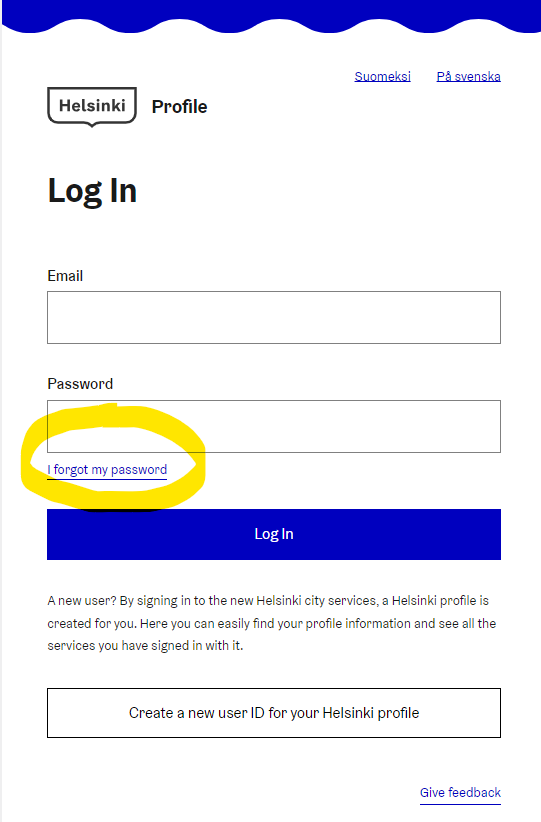 Suomeksi På svenska
Helsinki Profile
Log In
Email
Password
I forgot my password
Log In
A new user? By signing in to the new Helsinki city services, a Helsinki profile is
created for you. Here you can easily find your profile information and see all the
services you have signed in with it.
Create a new user ID for your Helsinki profile
Give feedback